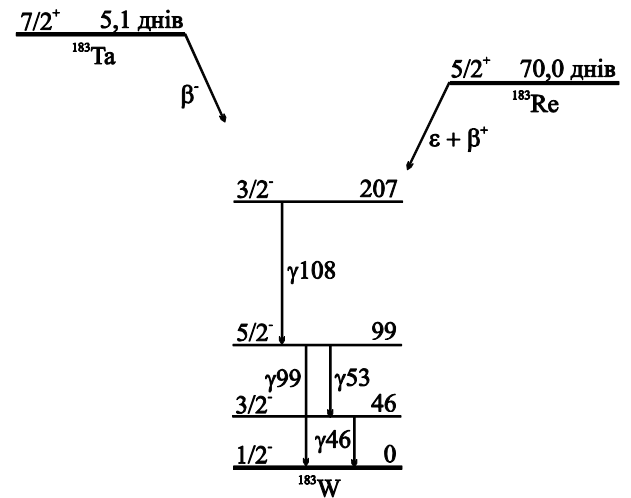 7/2⁺ 5,1 днів
¹⁸³Ta
β⁻
5/2⁺ 70,0 днів
¹⁸³Re
ε + β⁺
3/2⁻ 207
γ108
5/2⁻ 99
γ99 γ53
3/2⁻ 46
γ46
1/2⁻ 0
¹⁸³W